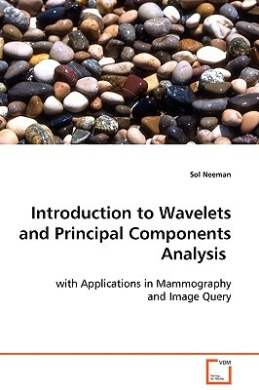 Sol Neeman
Introduction to Wavelets
and Principal Components
Analysis
with Applications in Mammography
and Image Query
VDM